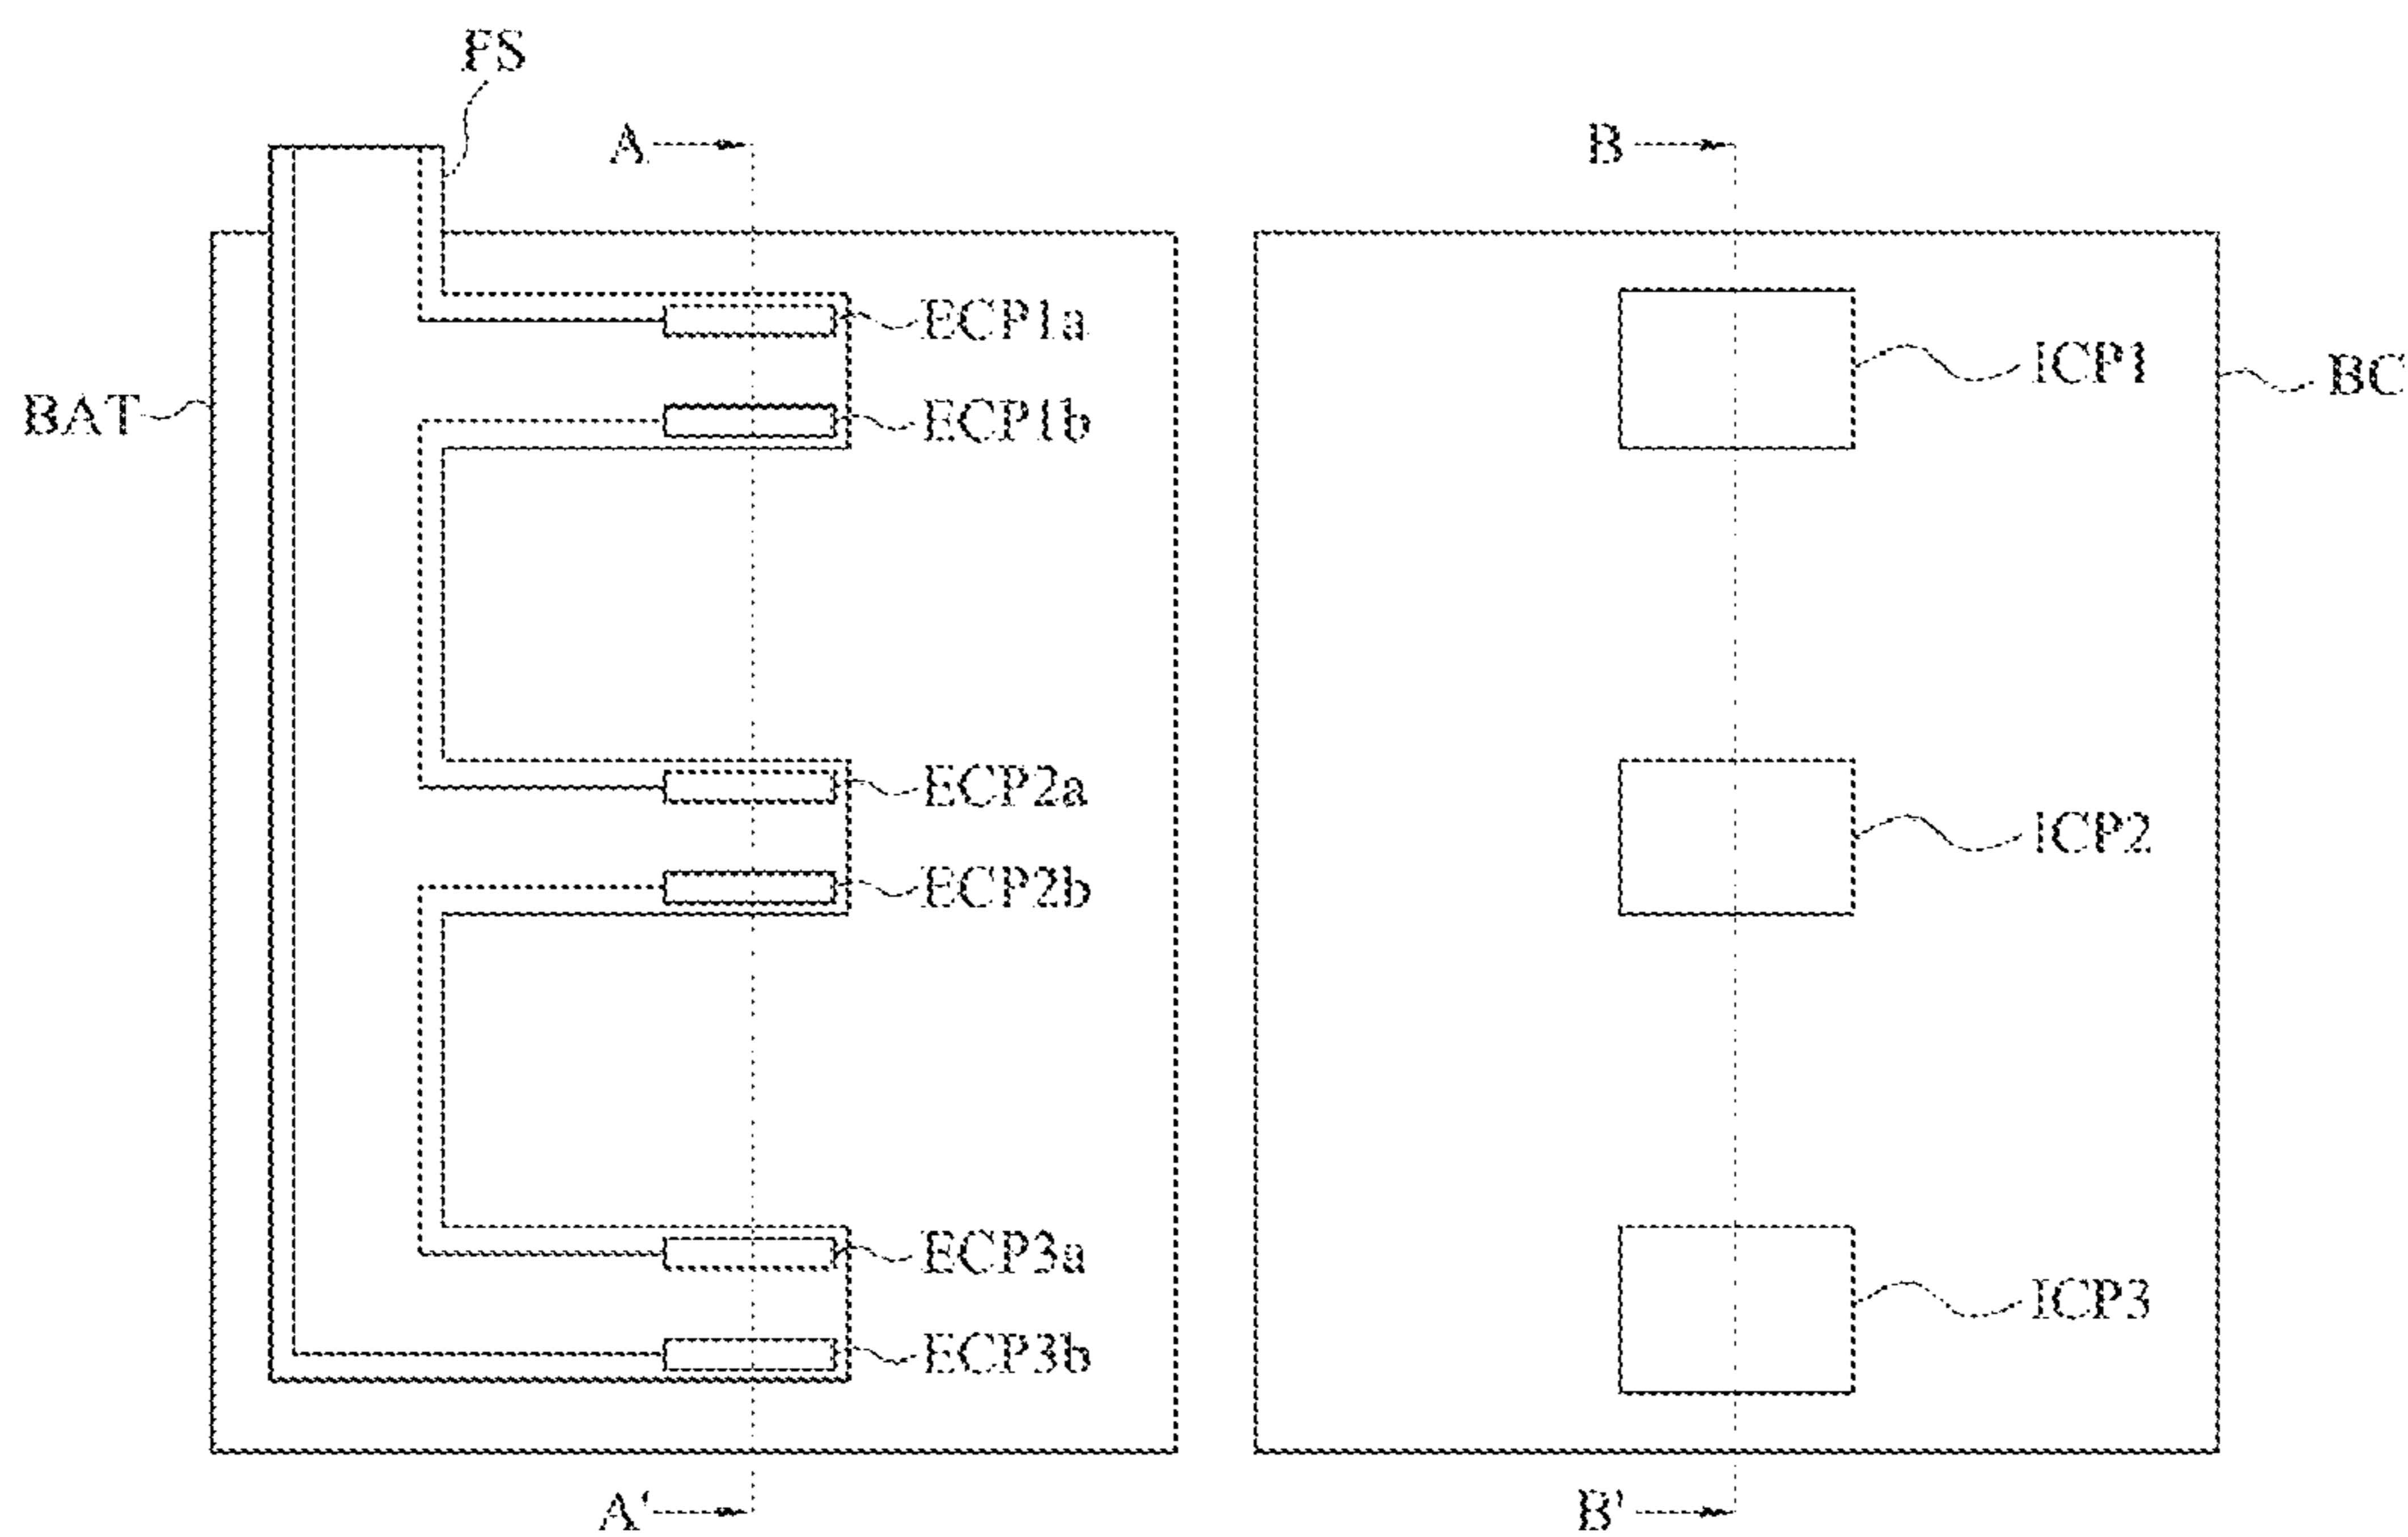 FS
A
B
ECP1a
ICP1
BC
BAT
ECP1b
ECP2a
ICP2
ECP2b
ECP3a
ICP3
ECP3b
A'
B'